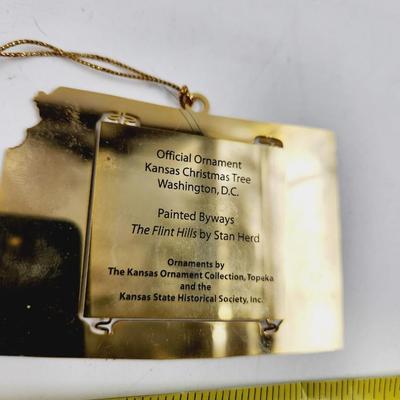 Official Ornament
Kansas Christmas Tree
Washington, D.C.
Painted Byways
The Flint Hills by Stan Herd
Ornaments by
The Kansas Ornament Collection, Topeka
and the
Kansas State Historical Society, Inc.